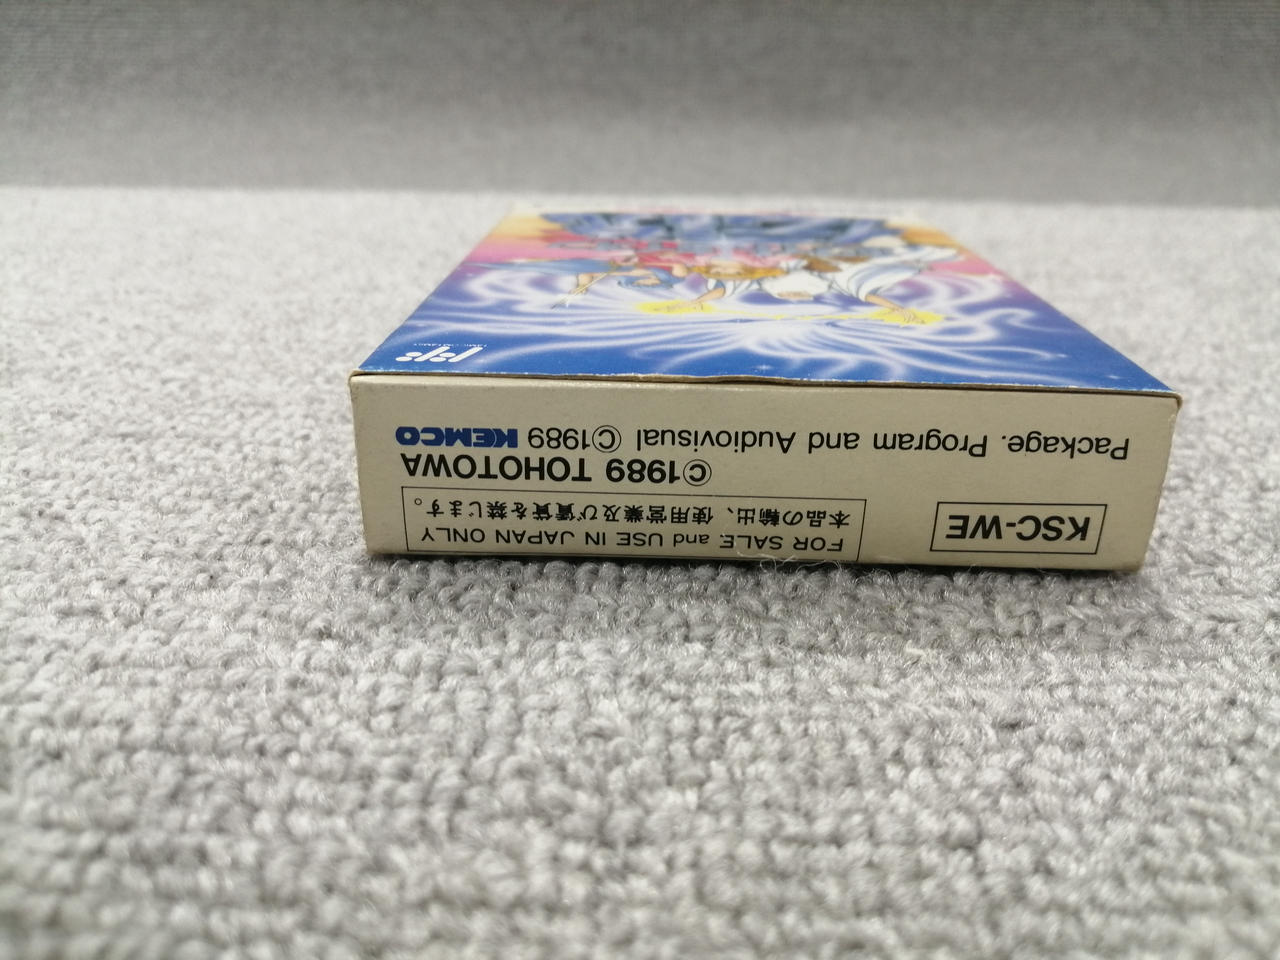 KSC-WE
FOR SALE and USE IN JAPAN ONLY
本品の輸出、使用営業及び賃貸を禁じます。
©1989 TOHOTOWA
Package. Program and Audiovisual ©1989 KEMCO